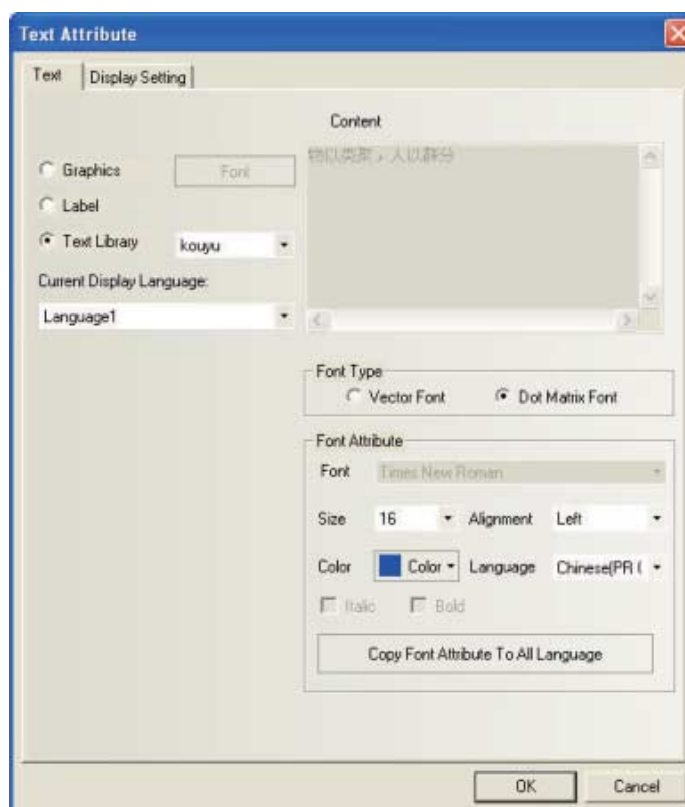 Text Attribute
Text
Display Setting
Content
物以类聚，人以群分
Graphics
Font
Label
Text Library
kouyu
Current Display Language:
Language1
Font Type
Vector Font
Dot Matrix Font
Font Attribute
Font
Times New Roman
Size
16
Alignment
Left
Color
Color
Language
Chinese(PR (
Italic
Bold
Copy Font Attribute To All Language
OK
Cancel